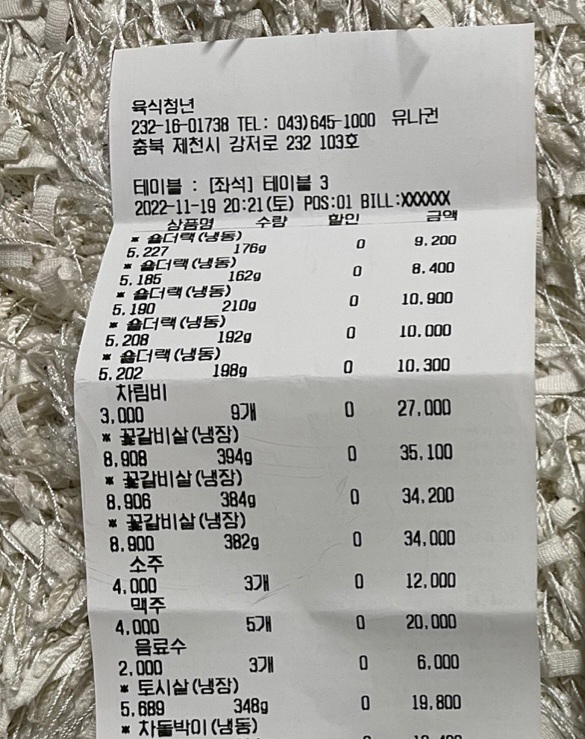 육식청년
232-16-01738 TEL: 043)645-1000 유나권
충북 제천시 강저로 232 103호
테이블 : [좌석] 테이블 3
2022-11-19 20:21(토) POS:01 BILL:XXXXXX
상품명 수량 할인 금액
* 숄더랙(냉동)
5.227 176g 0 9.200
* 숄더랙(냉동)
5.185 162g 0 8.400
* 숄더랙(냉동)
5.190 210g 0 10.900
* 숄더랙(냉동)
5.208 192g 0 10.000
* 숄더랙(냉동)
5.202 198g 0 10.300
차림비
3,000 9개 0 27,000
* 꽃갈비살(냉장)
8,908 394g 0 35,100
* 꽃갈비살(냉장)
8,906 384g 0 34,200
* 꽃갈비살(냉장)
8.900 382g 0 34,000
소주
4,000 3개 0 12,000
맥주
4,000 5개 0 20,000
음료수
2,000 3개 0 6,000
* 토시살(냉장)
5,689 348g 0 19,800
* 차돌박이(냉동)